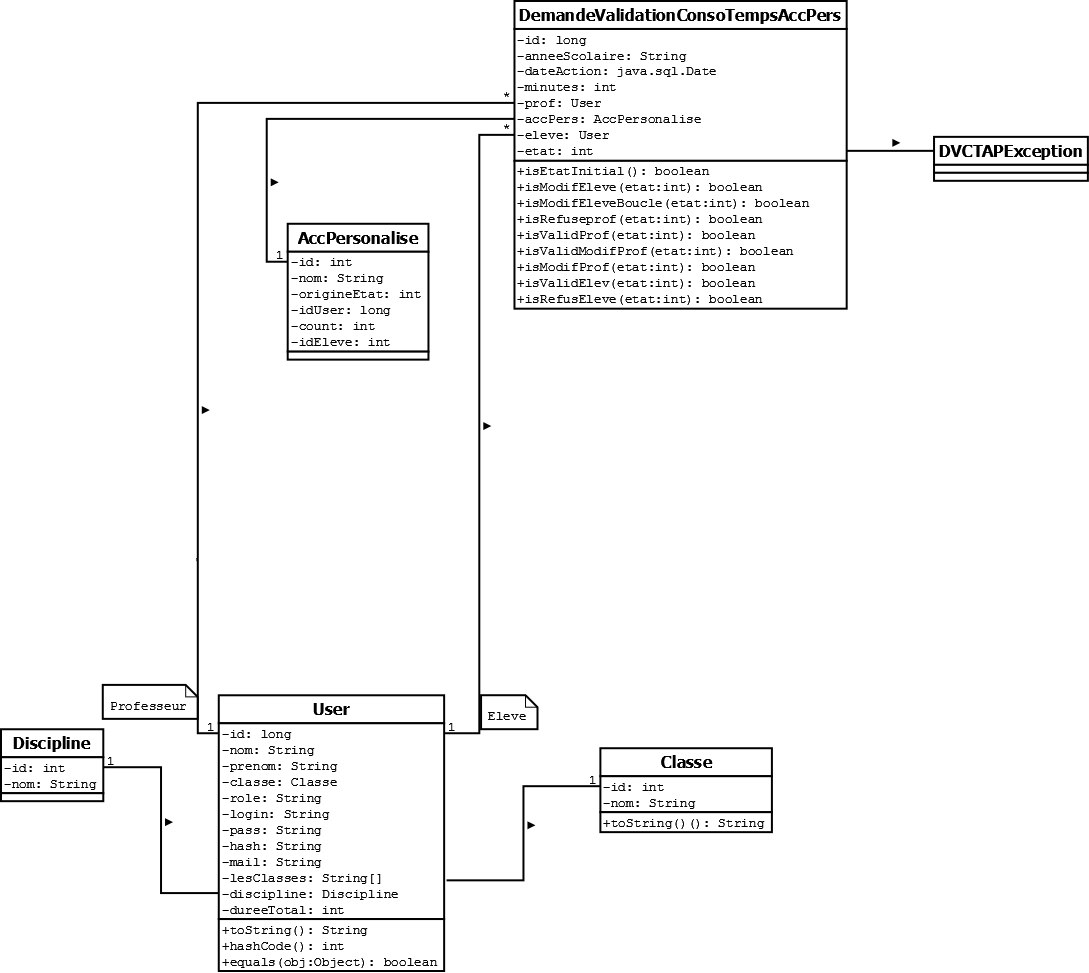 DemandeValidationConsoTempsAccPers
-id: long
-anneeScolaire: String
-dateAction: java.sql.Date
-minutes: int
-prof: User
-accPers: AccPersonalise
-eleve: User
-etat: int
+isEtatInitial(): boolean
+isModifEleve(etat:int): boolean
+isModifEleveBoucle(etat:int): boolean
+isRefuseprof(etat:int): boolean
+isValidProf(etat:int): boolean
+isValidModifProf(etat:int): boolean
+isModifProf(etat:int): boolean
+isValidElev(etat:int): boolean
+isRefusEleve(etat:int): boolean
*
*
DVCTAPException
AccPersonalise
1
-id: int
-nom: String
-origineEtat: int
-idUser: long
-count: int
-idEleve: int
Professeur
Eleve
1
1
User
-id: long
-nom: String
-prenom: String
-classe: Classe
-role: String
-login: String
-pass: String
-hash: String
-mail: String
-lesClasses: String[]
-discipline: Discipline
-dureeTotal: int
+toString(): String
+hashCode(): int
+equals(obj:Object): boolean
Discipline
1
-id: int
-nom: String
Classe
1
-id: int
-nom: String
+toString()(): String